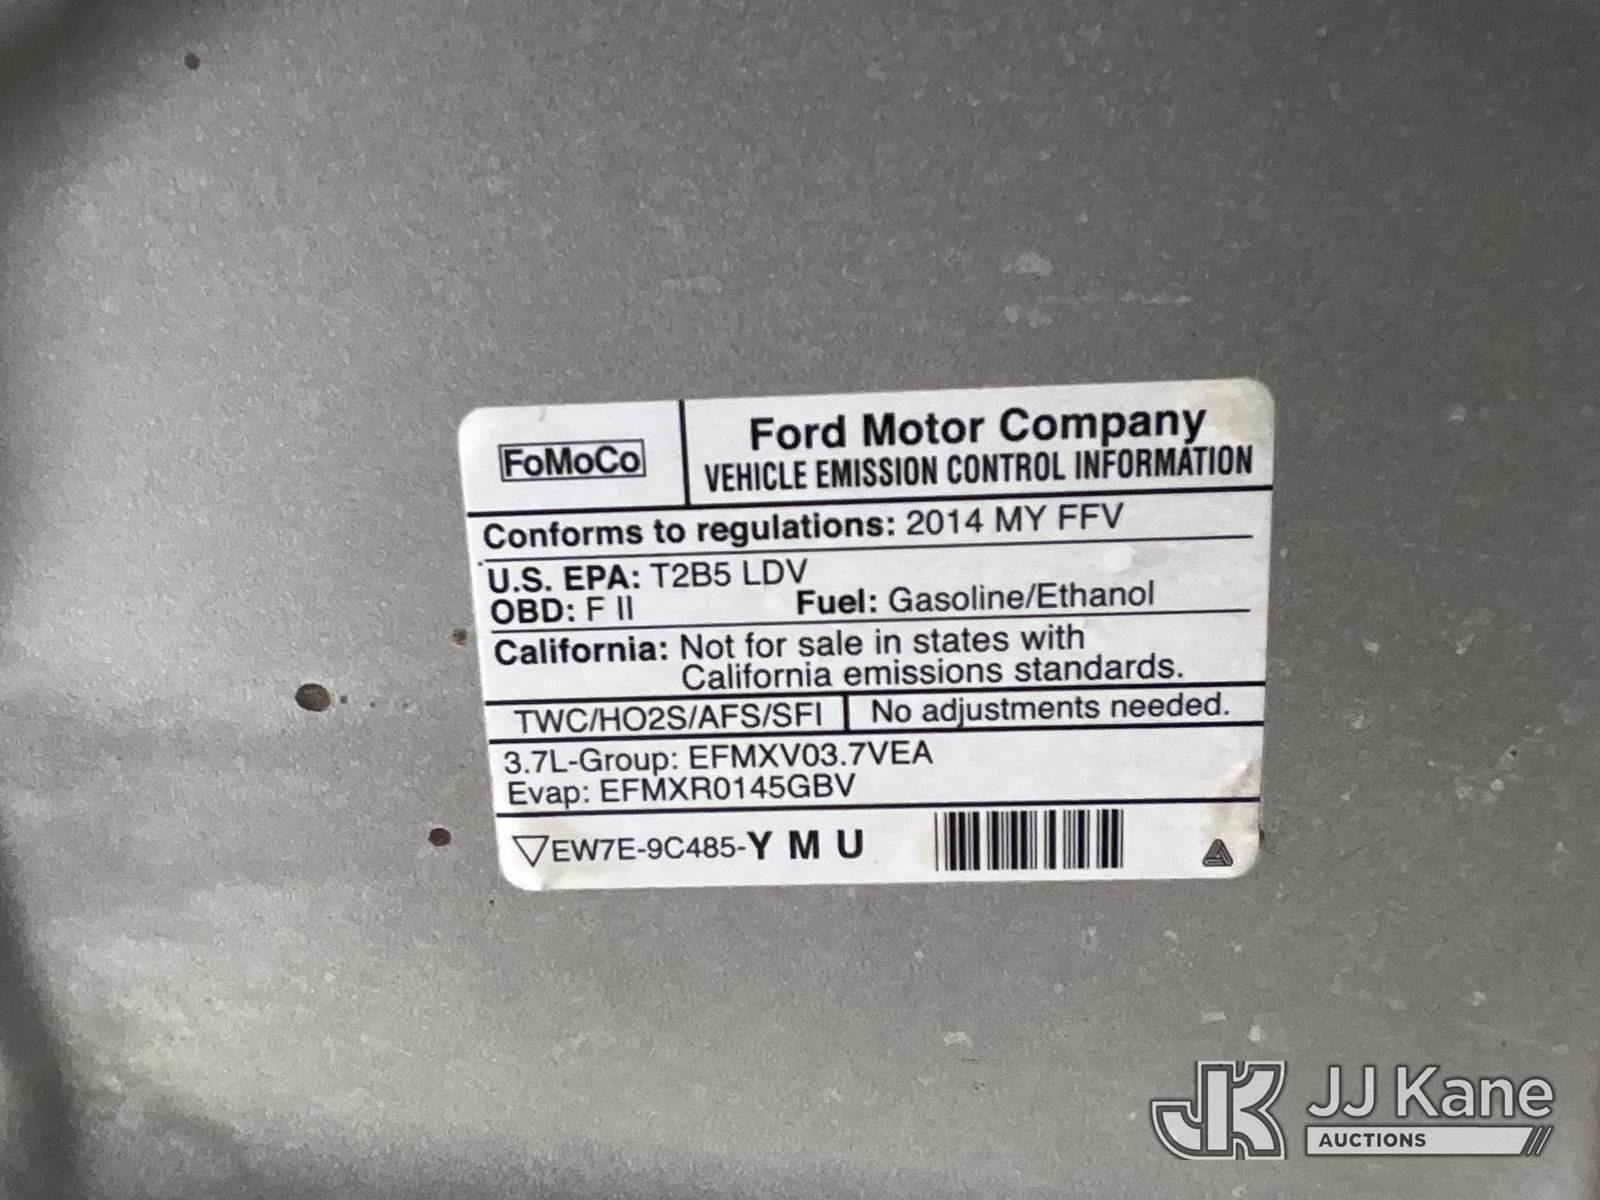 FoMoCo
Ford Motor Company
VEHICLE EMISSION CONTROL INFORMATION
Conforms to regulations: 2014 MY FFV
U.S. EPA: T2B5 LDV
OBD: F II Fuel: Gasoline/Ethanol
California: Not for sale in states with
California emissions standards.
TWC/HO2S/AFS/SFI No adjustments needed.
3.7L-Group: EFMXV03.7VEA
Evap: EFMXR0145GBV
EW7E-9C485-Y M U
JK JJ Kane
AUCTIONS